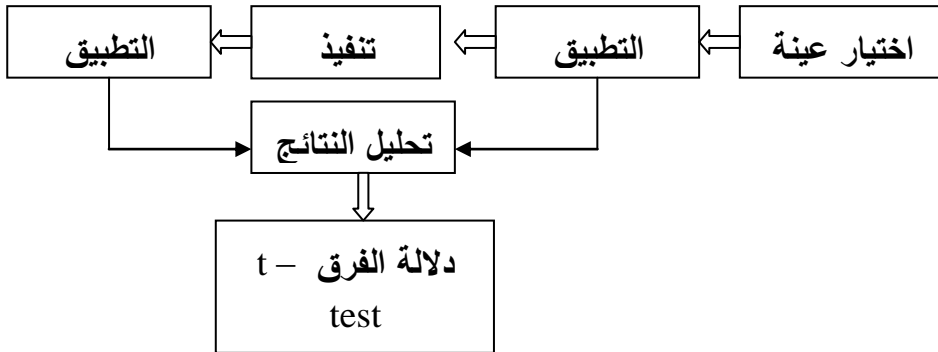 اختيار عينة
التطبيق
تنفيذ
التطبيق
تحليل النتائج
دلالة الفرق t –
test